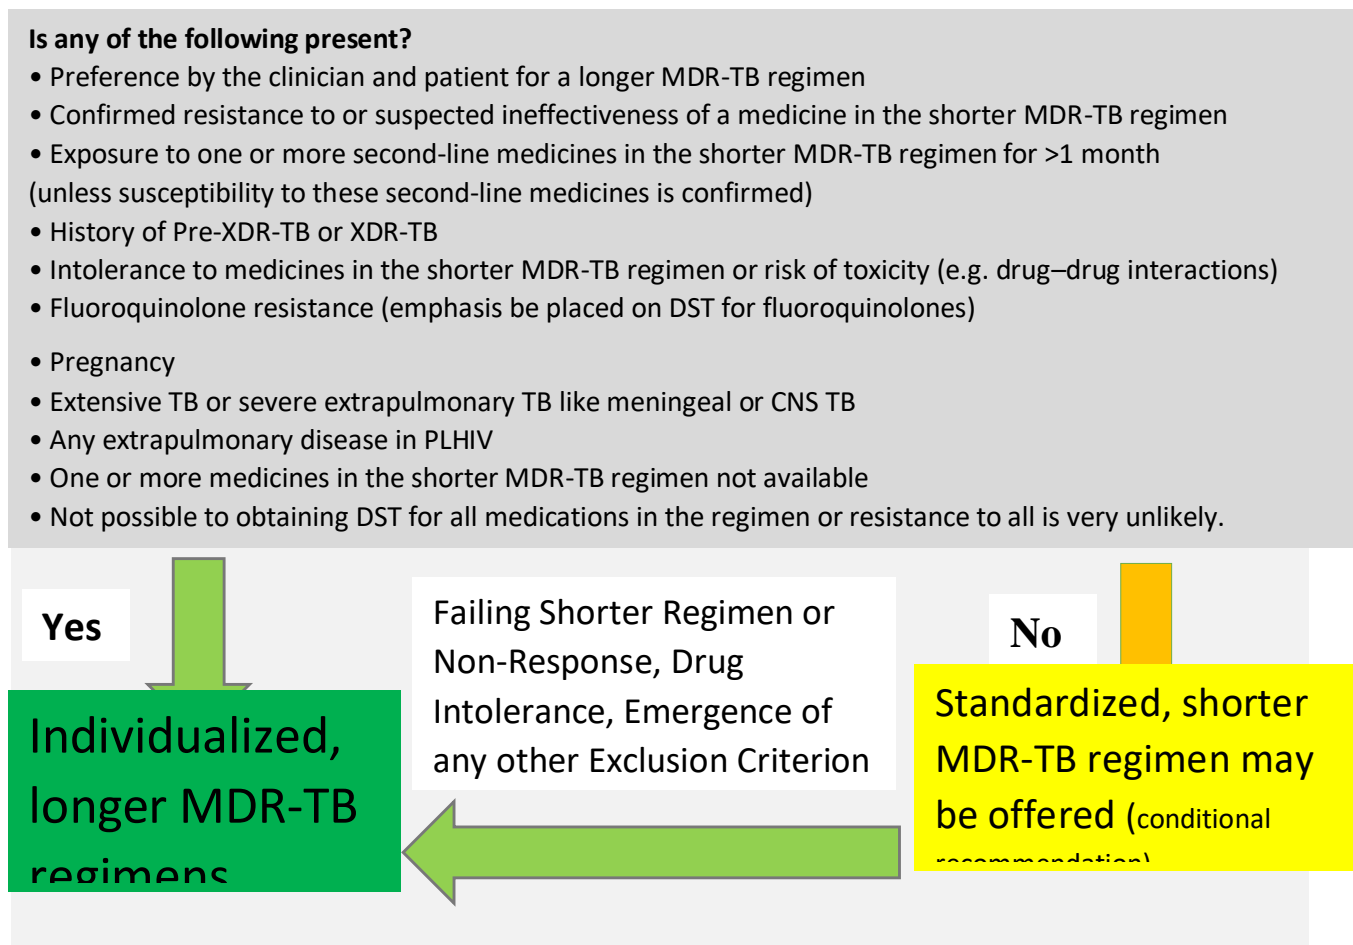 Is any of the following present?
• Preference by the clinician and patient for a longer MDR-TB regimen
• Confirmed resistance to or suspected ineffectiveness of a medicine in the shorter MDR-TB regimen
• Exposure to one or more second-line medicines in the shorter MDR-TB regimen for >1 month
(unless susceptibility to these second-line medicines is confirmed)
• History of Pre-XDR-TB or XDR-TB
• Intolerance to medicines in the shorter MDR-TB regimen or risk of toxicity (e.g. drug–drug interactions)
• Fluoroquinolone resistance (emphasis be placed on DST for fluoroquinolones)
• Pregnancy
• Extensive TB or severe extrapulmonary TB like meningeal or CNS TB
• Any extrapulmonary disease in PLHIV
• One or more medicines in the shorter MDR-TB regimen not available
• Not possible to obtaining DST for all medications in the regimen or resistance to all is very unlikely.
Yes
Individualized,
longer MDR-TB
regimens
Failing Shorter Regimen or
Non-Response, Drug
Intolerance, Emergence of
any other Exclusion Criterion
No
Standardized, shorter
MDR-TB regimen may
be offered (conditional
recommendation)